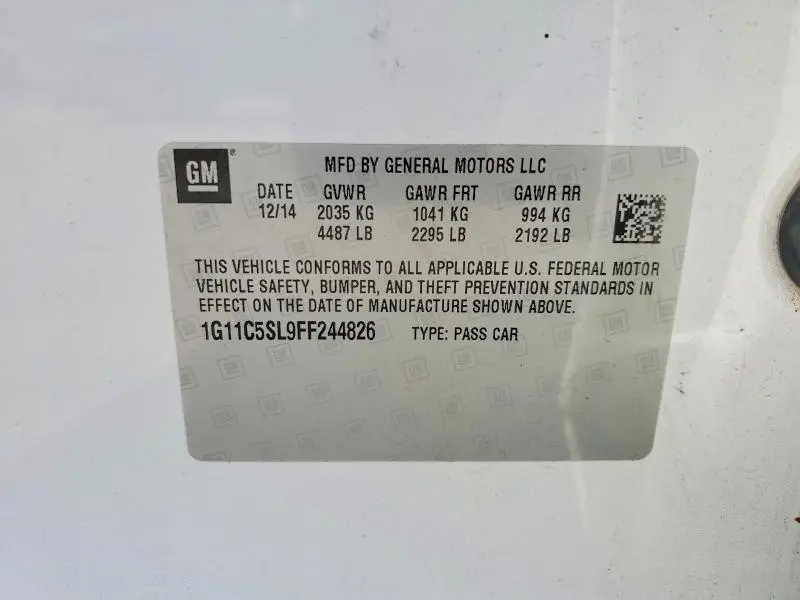 GM
MFD BY GENERAL MOTORS LLC
DATE GVWR GAWR FRT GAWR RR
12/14 2035 KG 1041 KG 994 KG
4487 LB 2295 LB 2192 LB
THIS VEHICLE CONFORMS TO ALL APPLICABLE U.S. FEDERAL MOTOR
VEHICLE SAFETY, BUMPER, AND THEFT PREVENTION STANDARDS IN
EFFECT ON THE DATE OF MANUFACTURE SHOWN ABOVE.
1G11C5SL9FF244826 TYPE: PASS CAR